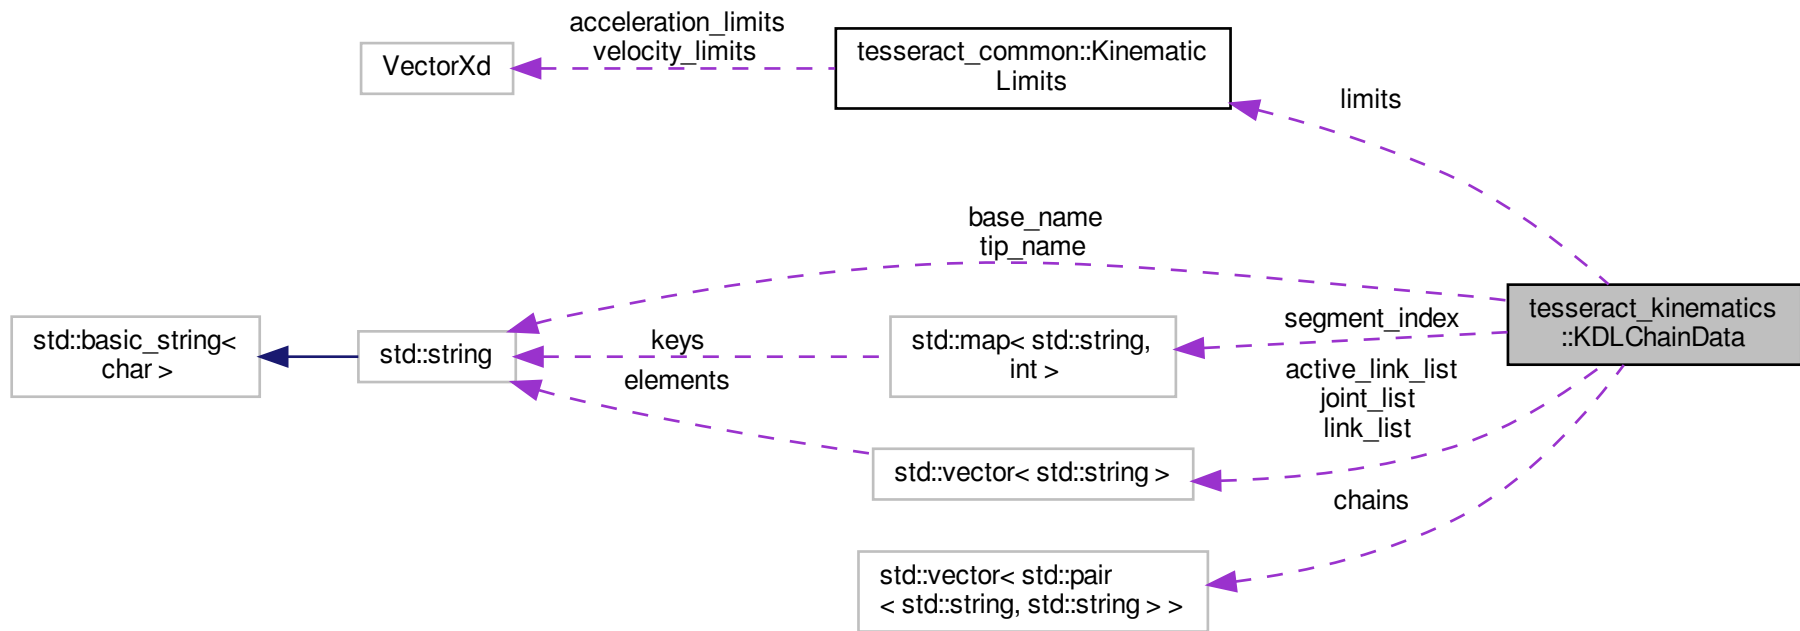 acceleration_limits
velocity_limits
VectorXd
tesseract_common::Kinematic
Limits
limits
base_name
tip_name
tesseract_kinematics
::KDLChainData
segment_index
std::map< std::string,
int >
keys
std::string
std::basic_string<
char >
elements
active_link_list
joint_list
link_list
std::vector< std::string >
chains
std::vector< std::pair
< std::string, std::string > >